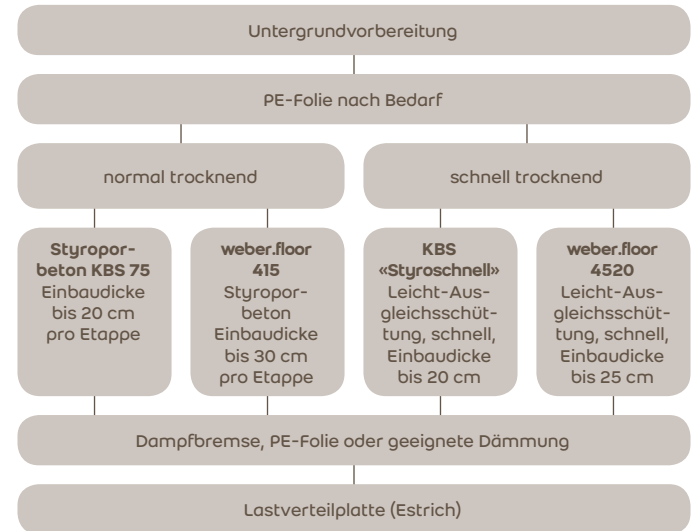 Untergrundvorbereitung
PE-Folie nach Bedarf
normal trocknend
schnell trocknend
Styropor-
beton KBS 75
Einbaudicke
bis 20 cm
pro Etappe
weber.floor
415
Styropor-
beton
Einbaudicke
bis 30 cm
pro Etappe
KBS
«Styroschnell»
Leicht-Aus-
gleichsschüt-
tung, schnell,
Einbaudicke
bis 20 cm
weber.floor
4520
Leicht-Aus-
gleichsschüt-
tung, schnell,
Einbaudicke
bis 25 cm
Dampfbremse, PE-Folie oder geeignete Dämmung
Lastverteilplatte (Estrich)